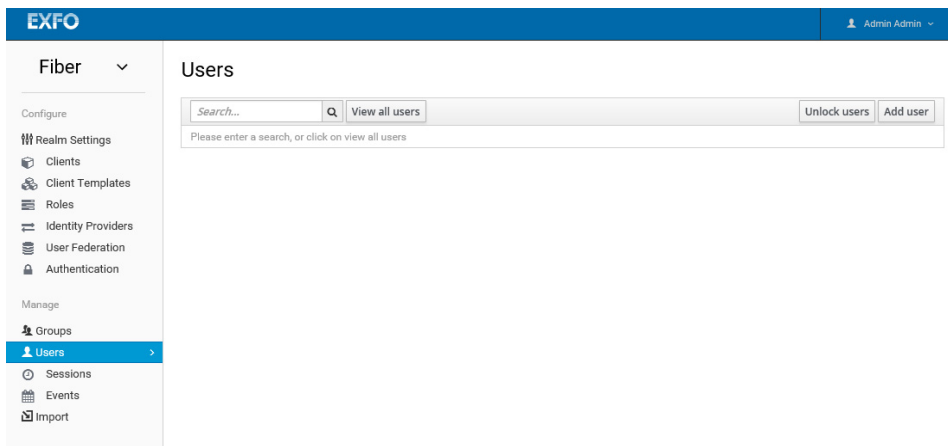 EXFO
Admin Admin
Fiber
Users
Search...
View all users
Unlock users
Add user
Please enter a search, or click on view all users
Configure
Realm Settings
Clients
Client Templates
Roles
Identity Providers
User Federation
Authentication
Manage
Groups
Users
Sessions
Events
Import